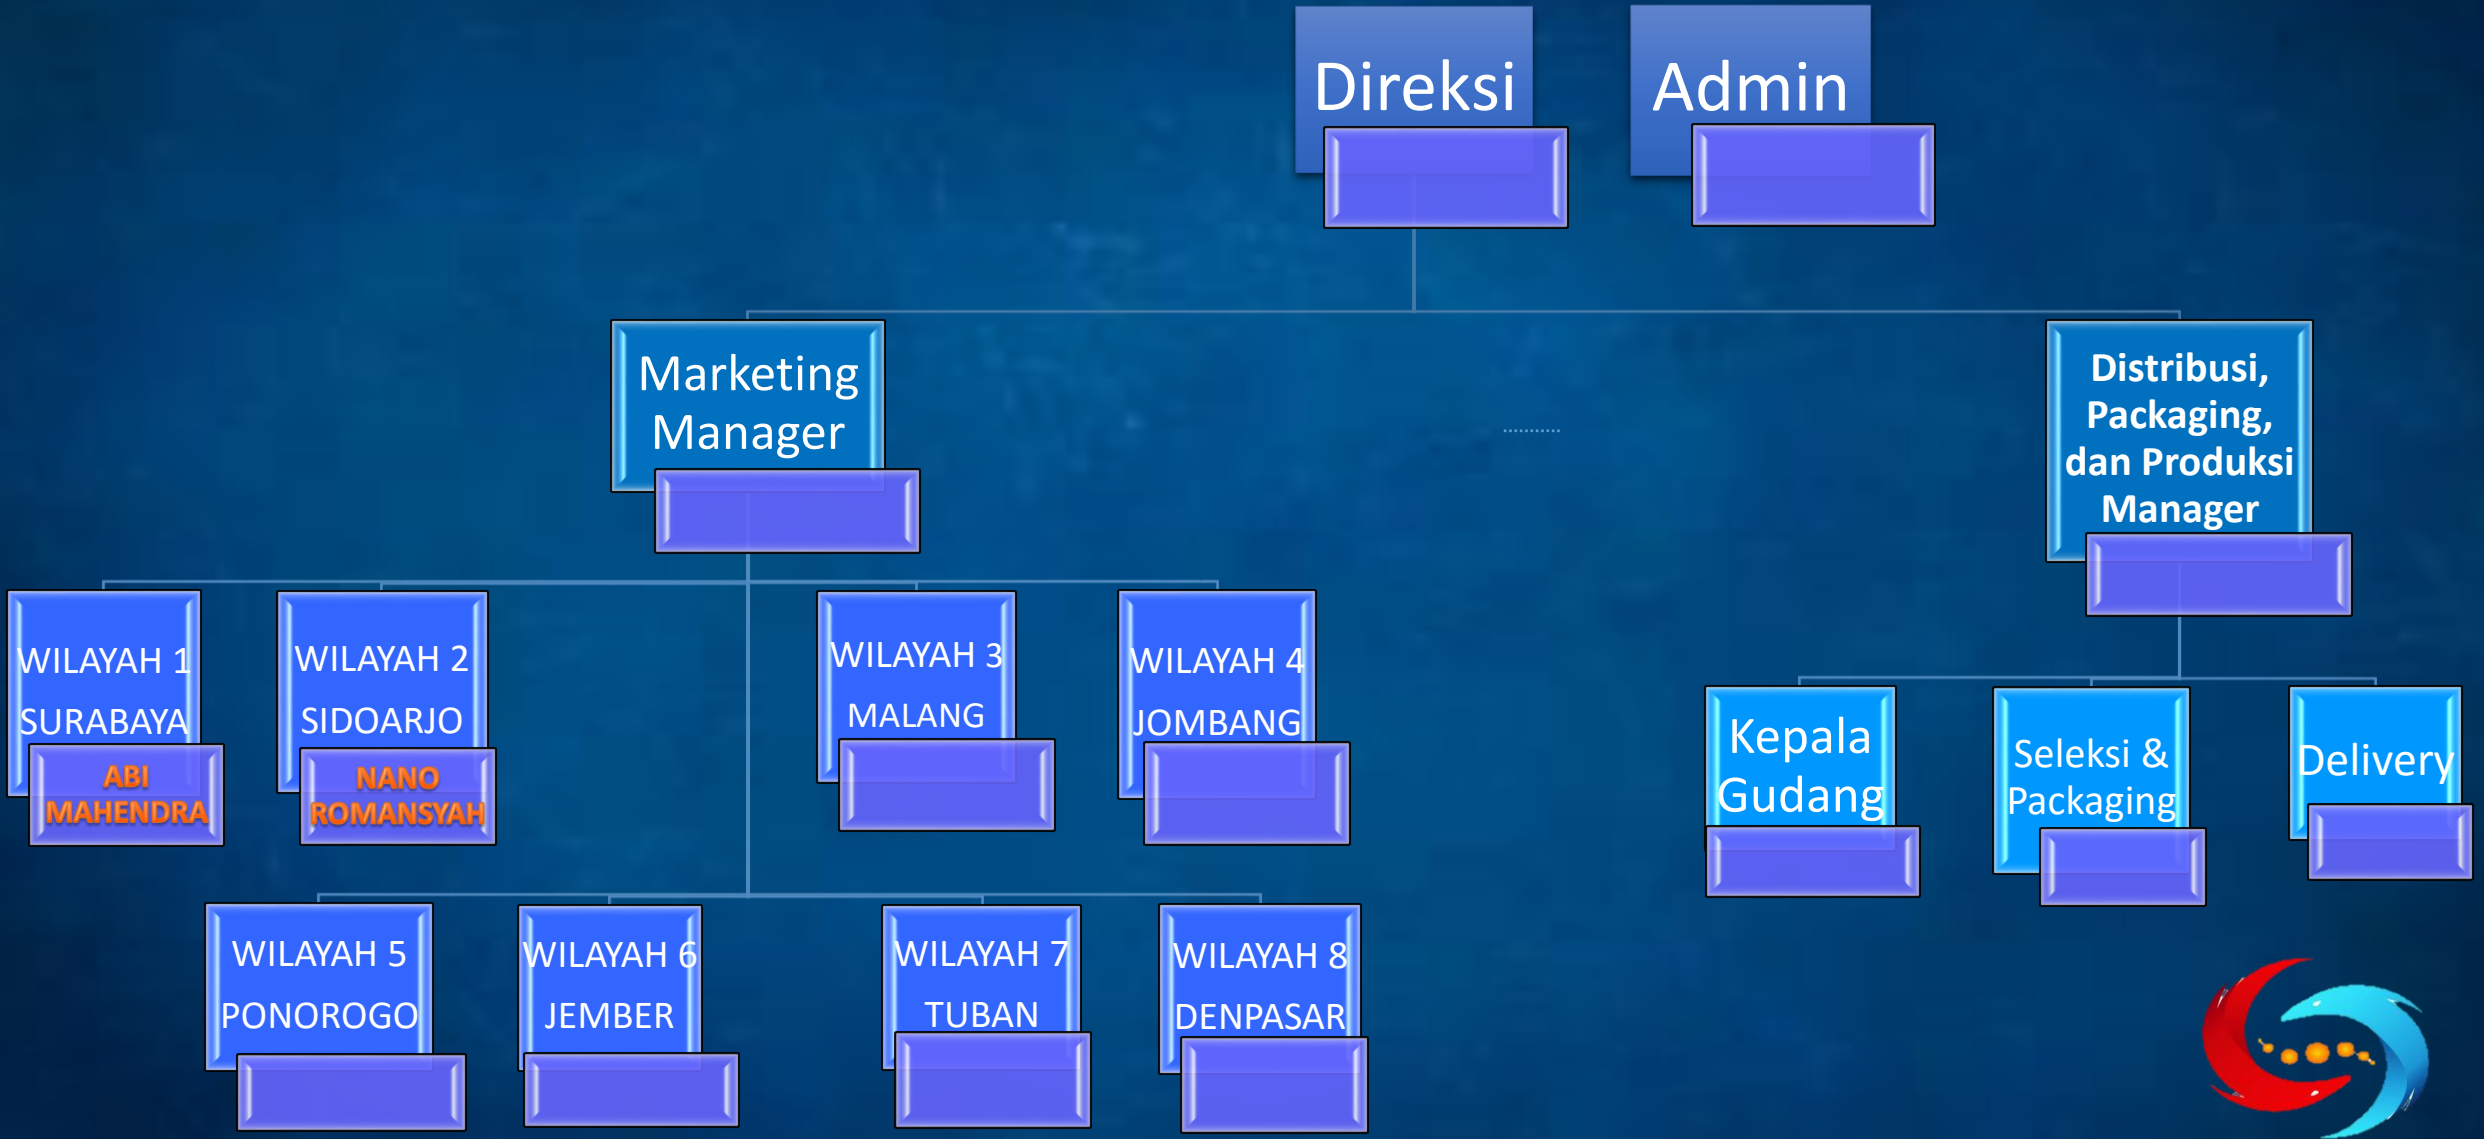 Direksi
Admin
Marketing
Manager
Distribusi,
Packaging,
dan Produksi
Manager
WILAYAH 1
SURABAYA
ABI
MAHENDRA
WILAYAH 2
SIDOARJO
NANO
ROMANSYAH
WILAYAH 3
MALANG
WILAYAH 4
JOMBANG
Kepala
Gudang
Seleksi &
Packaging
Delivery
WILAYAH 5
PONOROGO
WILAYAH 6
JEMBER
WILAYAH 7
TUBAN
WILAYAH 8
DENPASAR